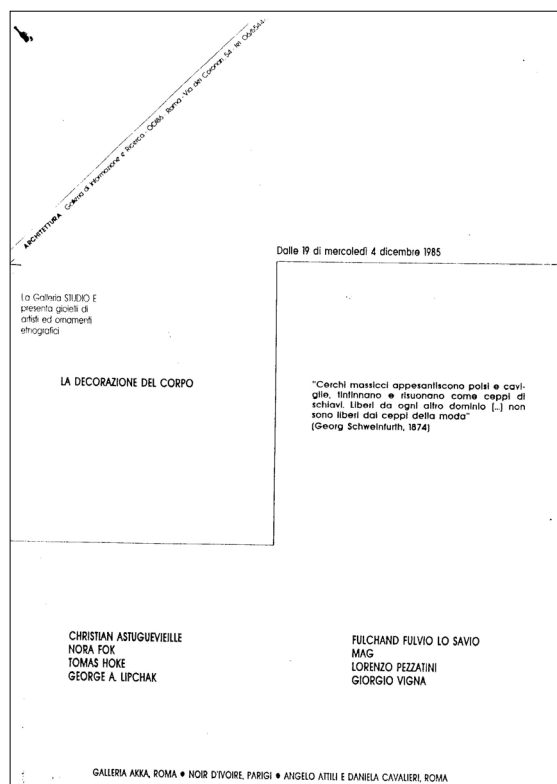 ARCHITETTURA Galleria di Informazione e Ricerca · 00186 Roma · Via dei Coronari, 54 · tel. 06/6544
Dalle 19 di mercoledì 4 dicembre 1985
La Galleria STUDIO E
presenta gioielli di
artisti ed ornamenti
etnografici
LA DECORAZIONE DEL CORPO
"Cerchi massicci appesantiscono polsi e cavi-
glie, tintinnano e risuonano come ceppi di
schiavi. Liberi da ogni altro dominio [...] non
sono liberi dai ceppi della moda"
(Georg Schweinfurth, 1874)
CHRISTIAN ASTUGUEVIEILLE
NORA FOK
TOMAS HOKE
GEORGE A. LIPCHAK
FULCHAND FULVIO LO SAVIO
MAG
LORENZO PEZZATINI
GIORGIO VIGNA
GALLERIA AKKA, ROMA ● NOIR D'IVOIRE, PARIGI ● ANGELO ATTILI E DANIELA CAVALIERI, ROMA